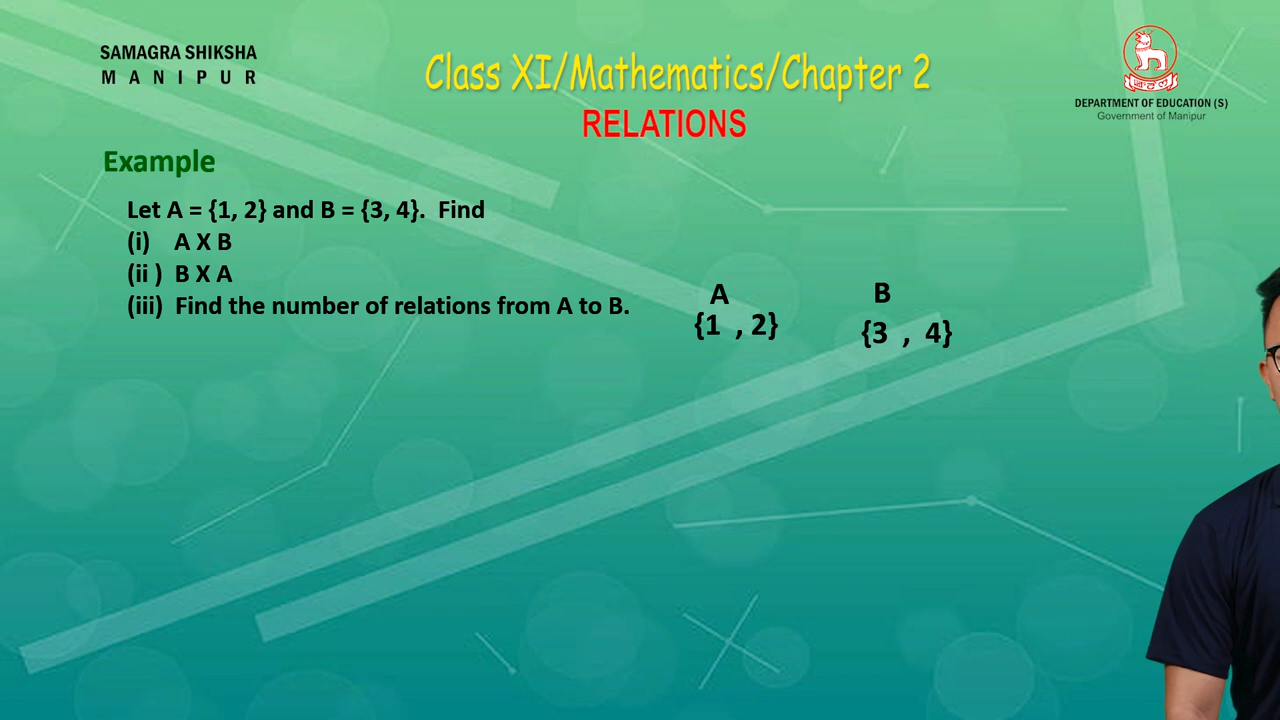 SAMAGRA SHIKSHA
MANIPUR
Class XI/Mathematics/Chapter 2
RELATIONS
DEPARTMENT OF EDUCATION (S)
Government of Manipur
Example
Let A = {1, 2} and B = {3, 4}. Find
(i) A X B
(ii ) B X A
(iii) Find the number of relations from A to B.
A B
{1 , 2} {3 , 4}